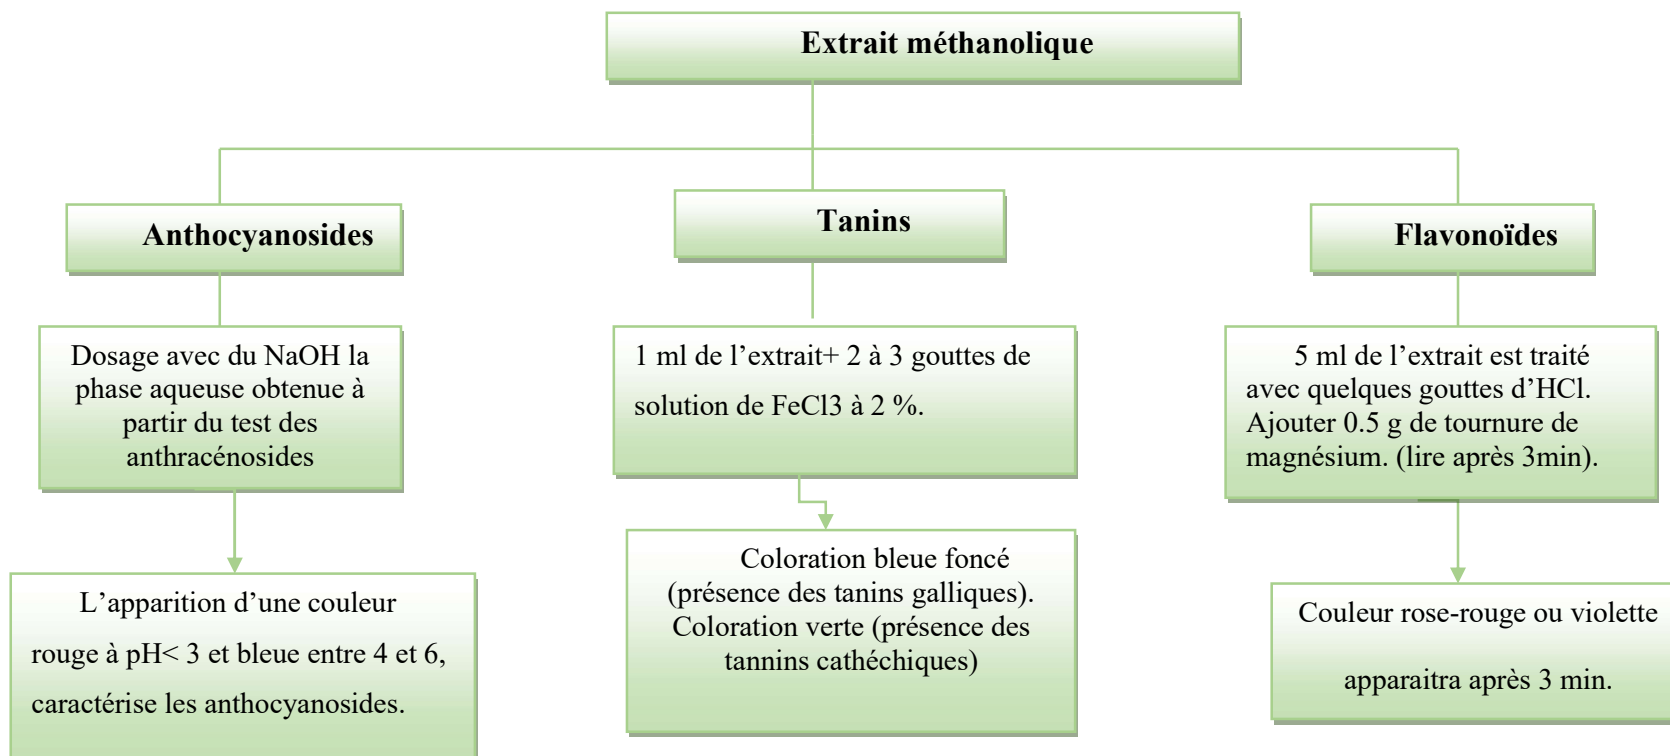 Extrait méthanolique
Anthocyanosides
Tanins
Flavonoïdes
Dosage avec du NaOH la
phase aqueuse obtenue à
partir du test des
anthracénosides
1 ml de l’extrait+ 2 à 3 gouttes de
solution de FeCl3 à 2 %.
5 ml de l’extrait est traité
avec quelques gouttes d’HCl.
Ajouter 0.5 g de tournure de
magnésium. (lire après 3min).
L’apparition d’une couleur
rouge à pH< 3 et bleue entre 4 et 6,
caractérise les anthocyanosides.
Coloration bleue foncé
(présence des tanins galliques).
Coloration verte (présence des
tannins cathéchiques)
Couleur rose-rouge ou violette
apparaitra après 3 min.